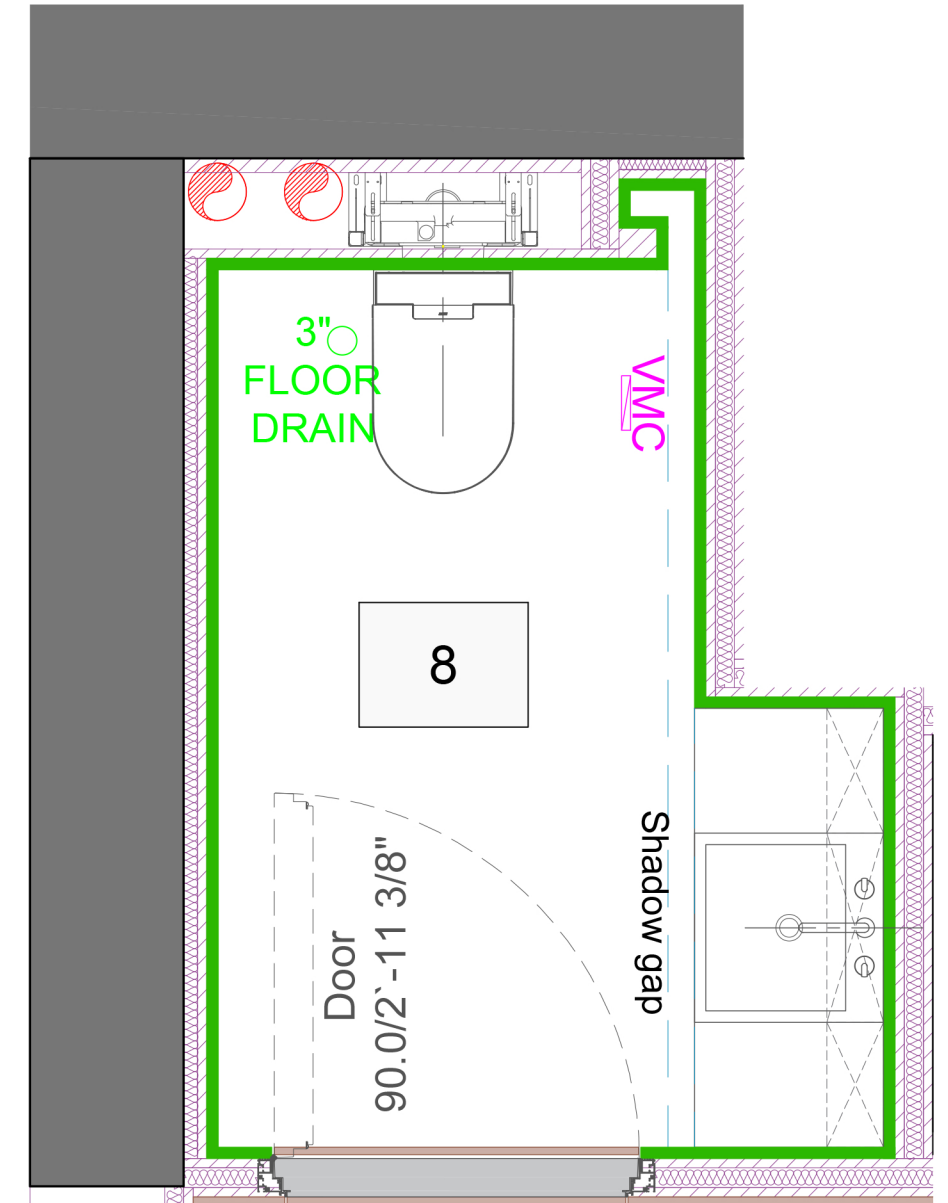 3"
FLOOR
DRAIN
VMC
8
Shadow gap
Door
90.0/2`-11 3/8"